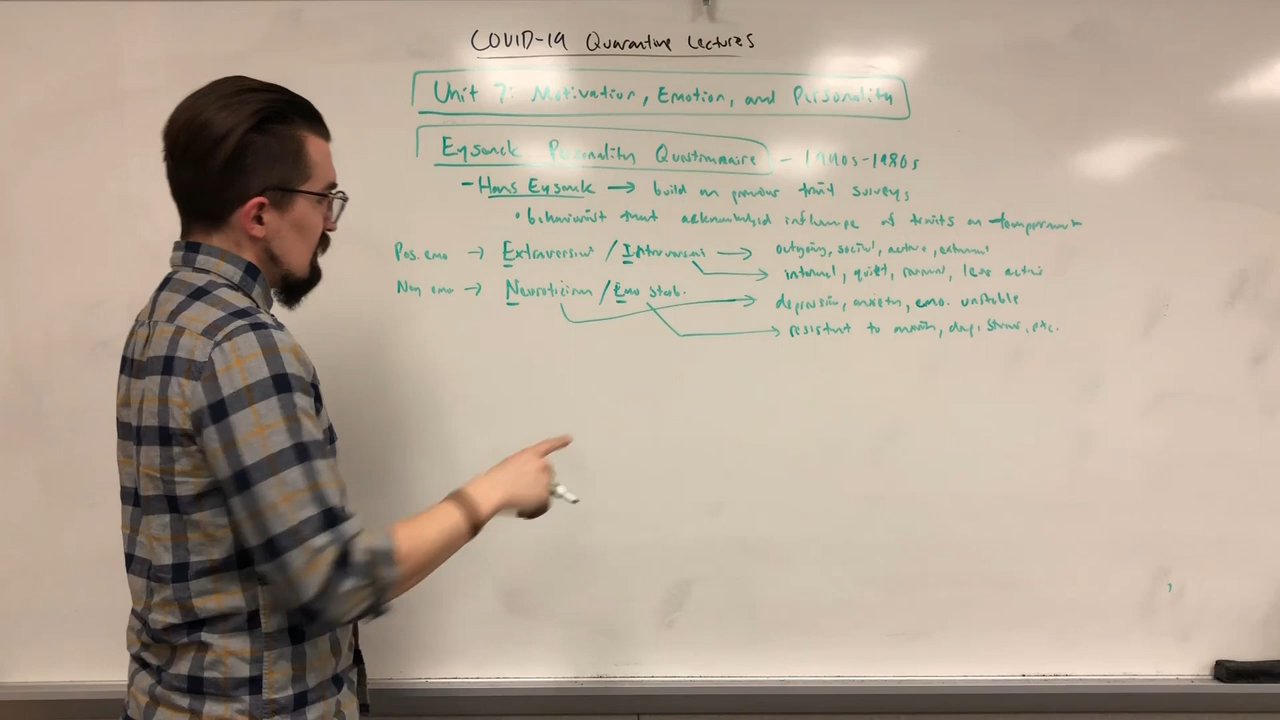 COVID-19 Quarantine Lectures
Unit 7: Motivation, Emotion, and Personality
Eysenck Personality Questionnaire - 1940s-1980s
- Hans Eysenck → build on previous trait surveys
• behaviorist that acknowledged influence of traits on temperament
Pos. emo → Extraversion / Introversion → outgoing, social, active, external
internal, quiet, less active
Neg emo → Neuroticism / Emo stab. → depression, anxiety, emo. unstable
resistant to dep, stress, etc.